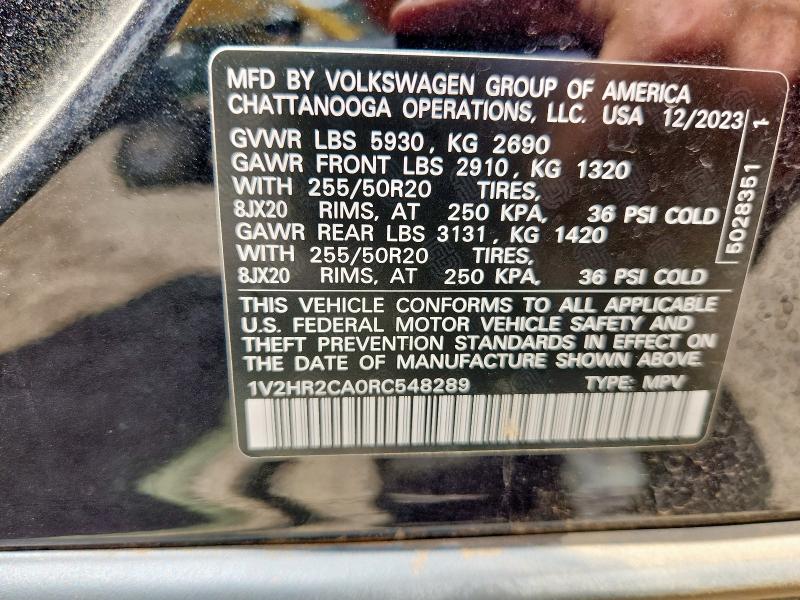 MFD BY VOLKSWAGEN GROUP OF AMERICA
CHATTANOOGA OPERATIONS, LLC. USA 12/2023
GVWR LBS 5930, KG 2690
GAWR FRONT LBS 2910, KG 1320
WITH 255/50R20 TIRES,
8JX20 RIMS, AT 250 KPA, 36 PSI COLD
GAWR REAR LBS 3131, KG 1420
WITH 255/50R20 TIRES,
8JX20 RIMS, AT 250 KPA, 36 PSI COLD
5028351 1
THIS VEHICLE CONFORMS TO ALL APPLICABLE
U.S. FEDERAL MOTOR VEHICLE SAFETY AND
THEFT PREVENTION STANDARDS IN EFFECT ON
THE DATE OF MANUFACTURE SHOWN ABOVE.
1V2HR2CA0RC548289 TYPE: MPV